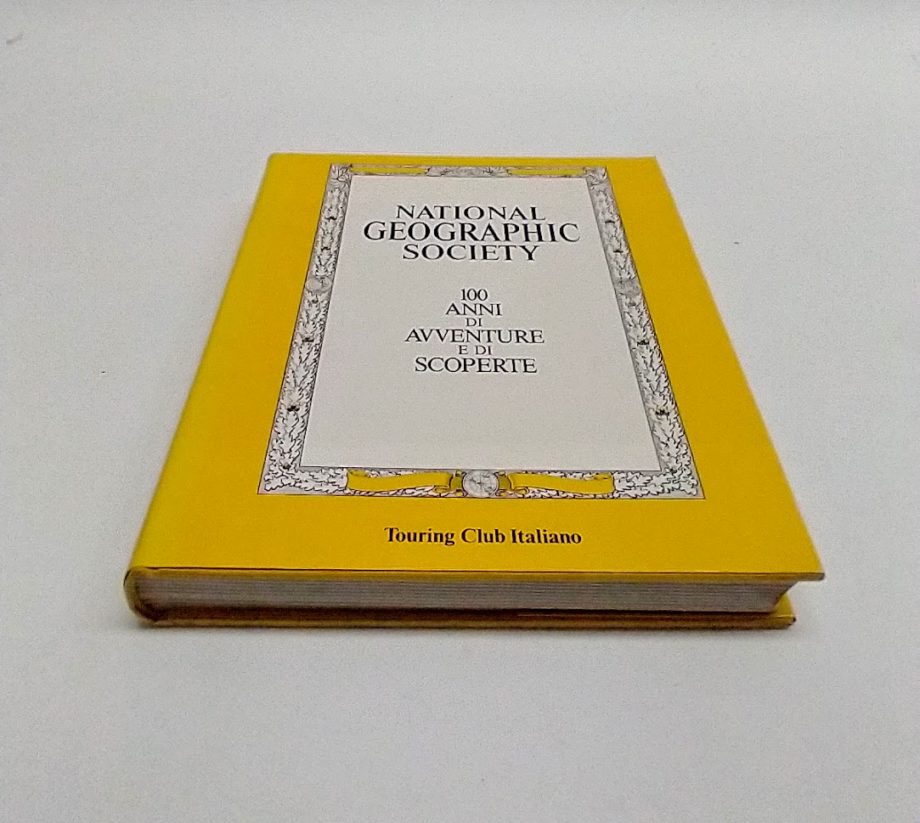 NATIONAL
GEOGRAPHIC
SOCIETY
100
ANNI
DI
AVVENTURE
E DI
SCOPERTE
Touring Club Italiano